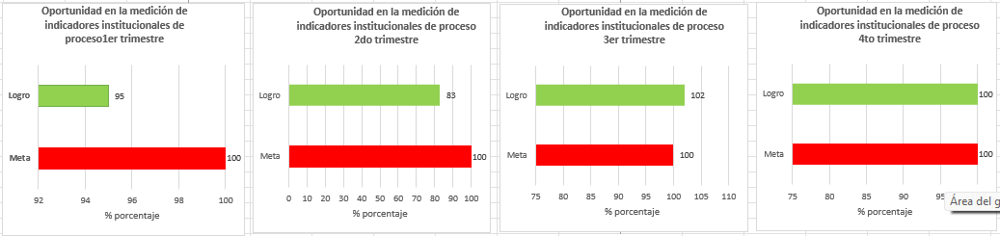 Oportunidad en la medición de
indicadores institucionales de
proceso1er trimestre
Logro
95
Meta
100
92 94 96 98 100
% porcentaje
Oportunidad en la medición de
indicadores institucionales de proceso
2do trimestre
Logro
83
Meta
100
0 10 20 30 40 50 60 70 80 90 100
% porcentaje
Oportunidad en la medición de
indicadores institucionales de proceso
3er trimestre
Logro
102
Meta
100
75 80 85 90 95 100 105 110
% porcentaje
Oportunidad en la medición de
indicadores institucionales de proceso
4to trimestre
Logro
100
Meta
100
75 80 85 90
% porcentaje
Área del g